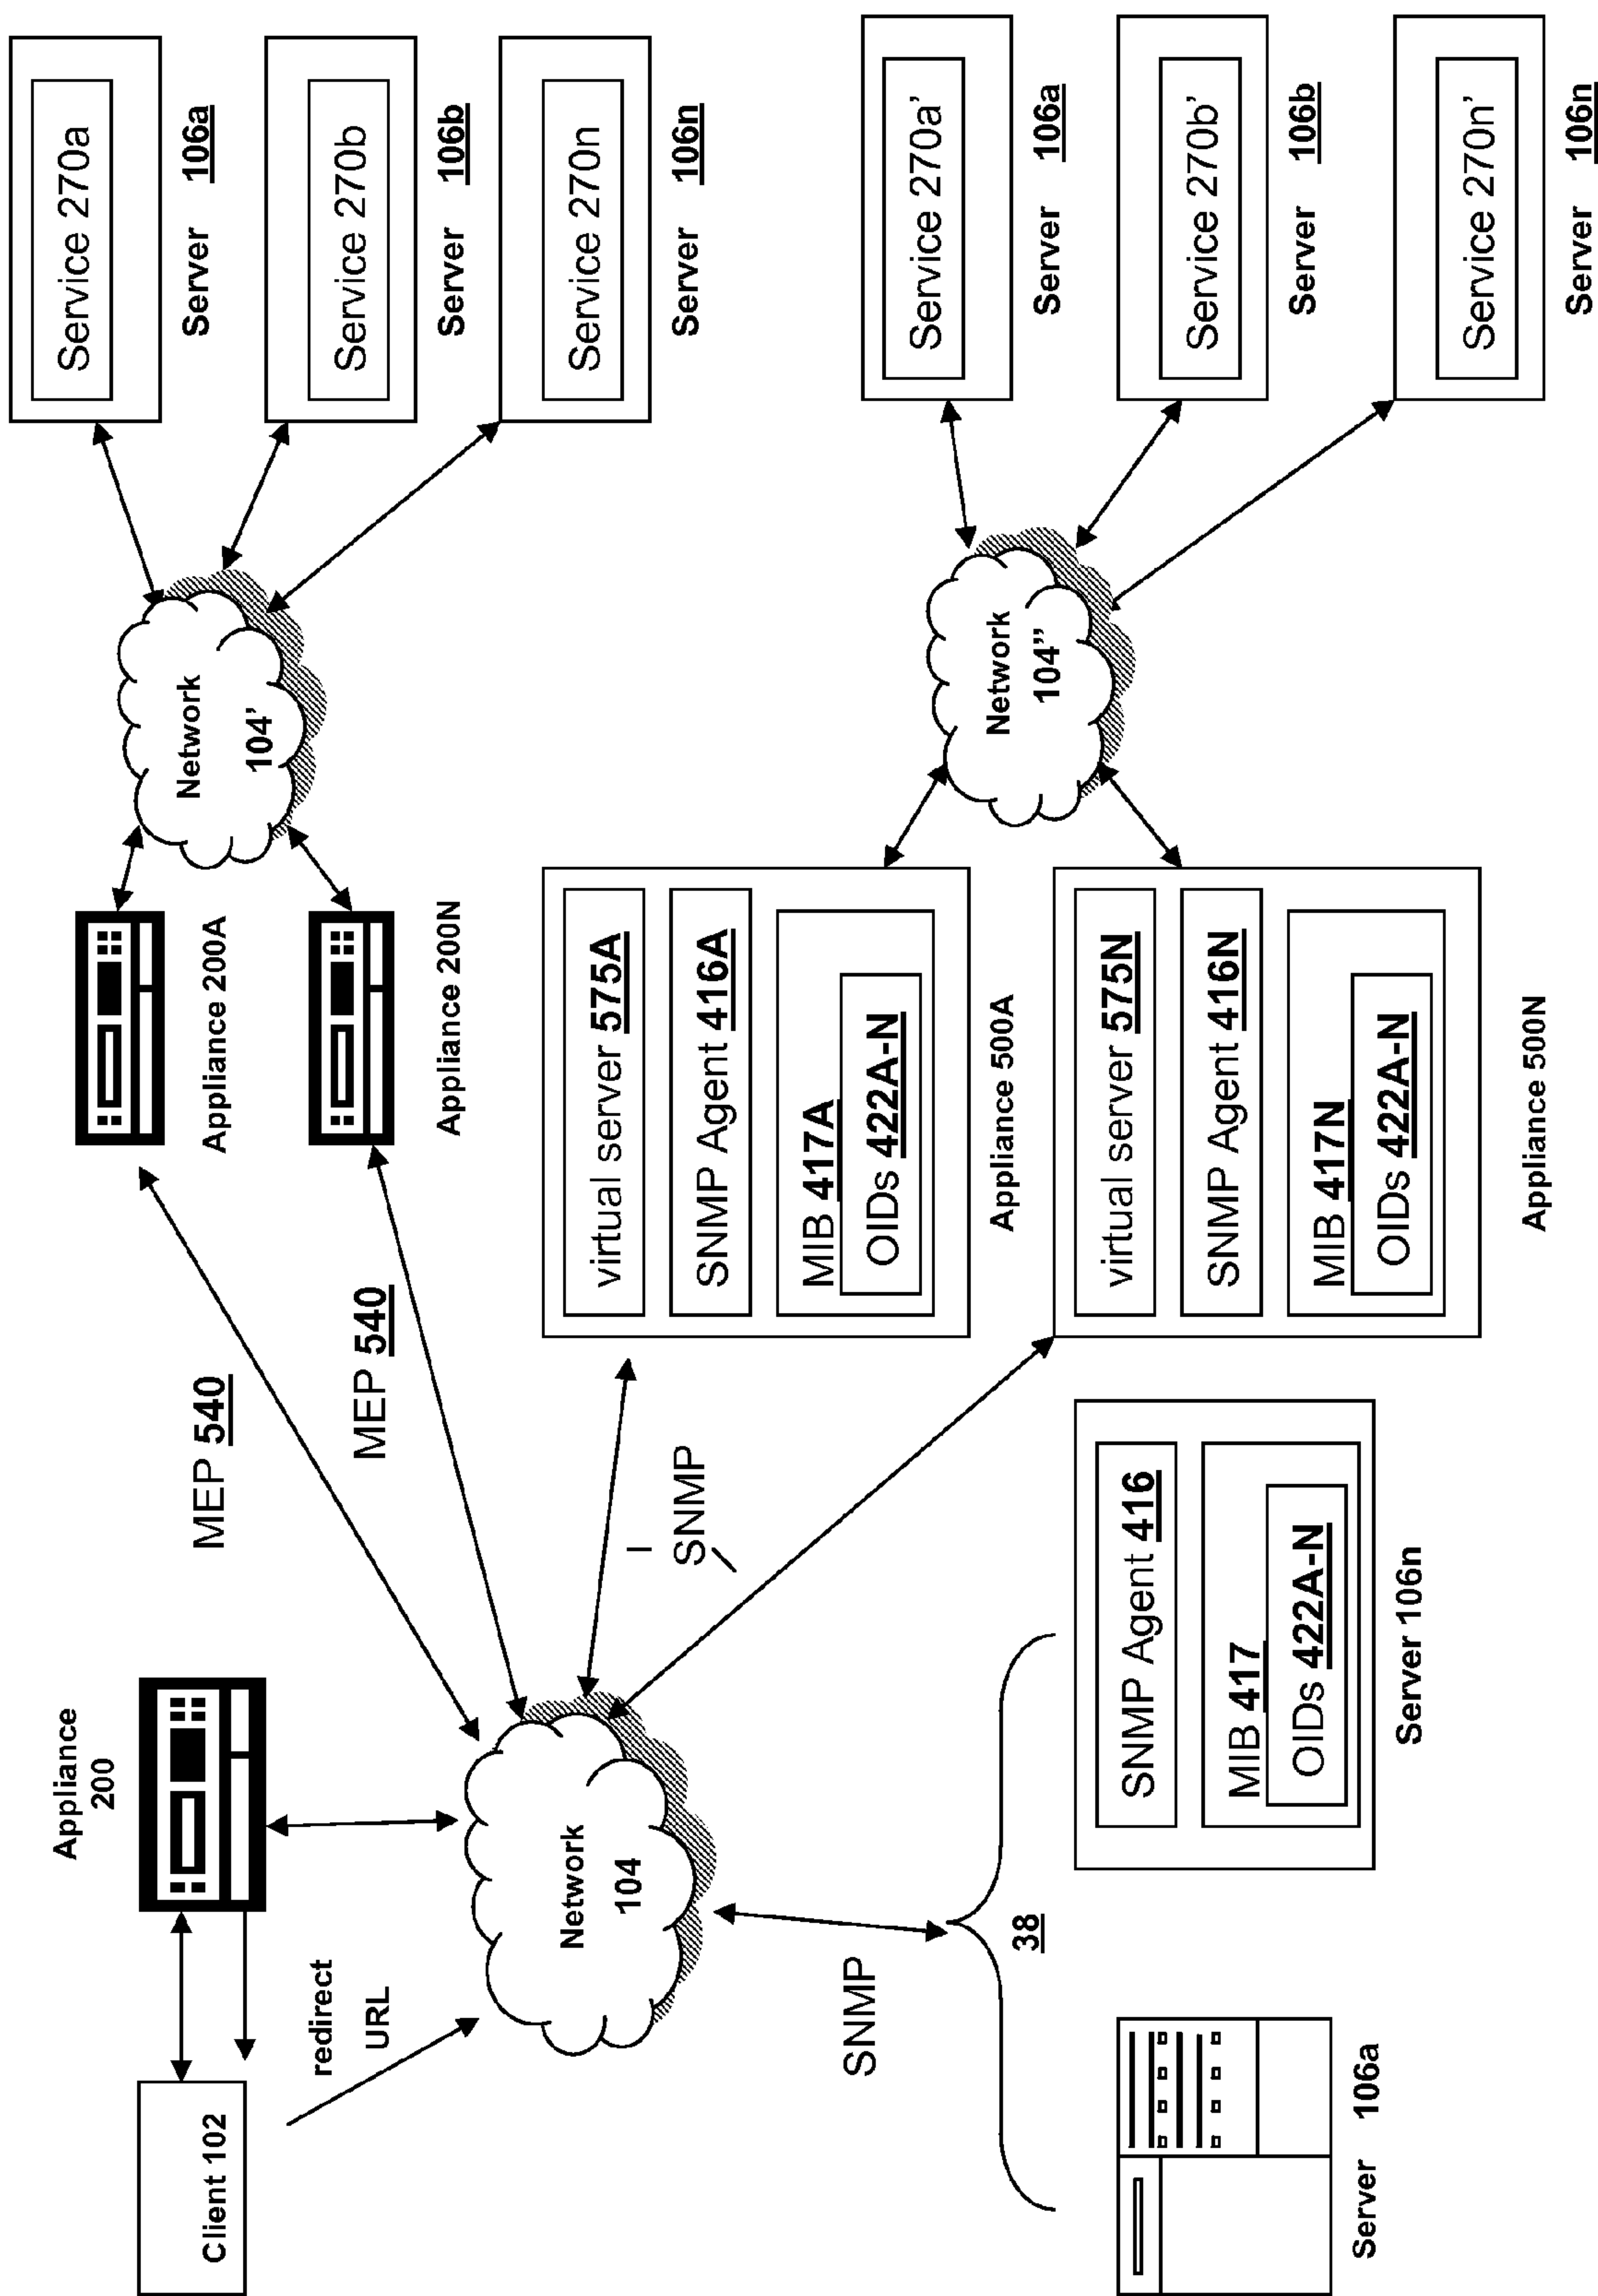 Client 102
redirect
URL
Appliance
200
Network
104
MEP 540
MEP 540
SNMP
SNMP
38
Server 106a
SNMP Agent 416
MIB 417
OIDs 422A-N
Server 106n
Appliance 200A
Appliance 200N
virtual server 575A
SNMP Agent 416A
MIB 417A
OIDs 422A-N
Appliance 500A
virtual server 575N
SNMP Agent 416N
MIB 417N
OIDs 422A-N
Appliance 500N
Network
104’
Network
104”
Service 270a
Server 106a
Service 270b
Server 106b
Service 270n
Server 106n
Service 270a’
Server 106a
Service 270b’
Server 106b
Service 270n’
Server 106n